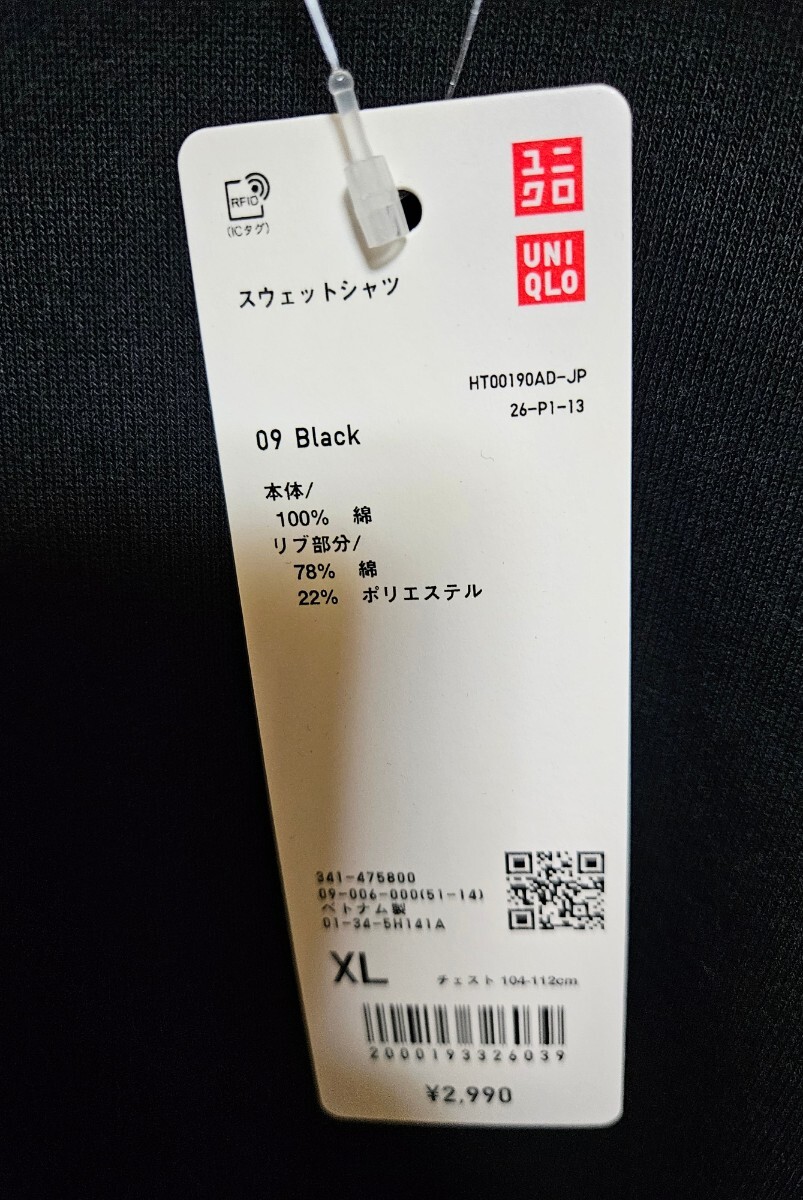 RFID
(ICタグ)
ユニ
クロ
UNI
QLO
スウェットシャツ
HT00190AD-JP
26-P1-13
09 Black
本体/
100% 綿
リブ部分/
78% 綿
22% ポリエステル
341-475800
09-006-000(51-14)
ベトナム製
01-34-5H141A
XL チェスト 104-112cm
2000193326039
¥2,990